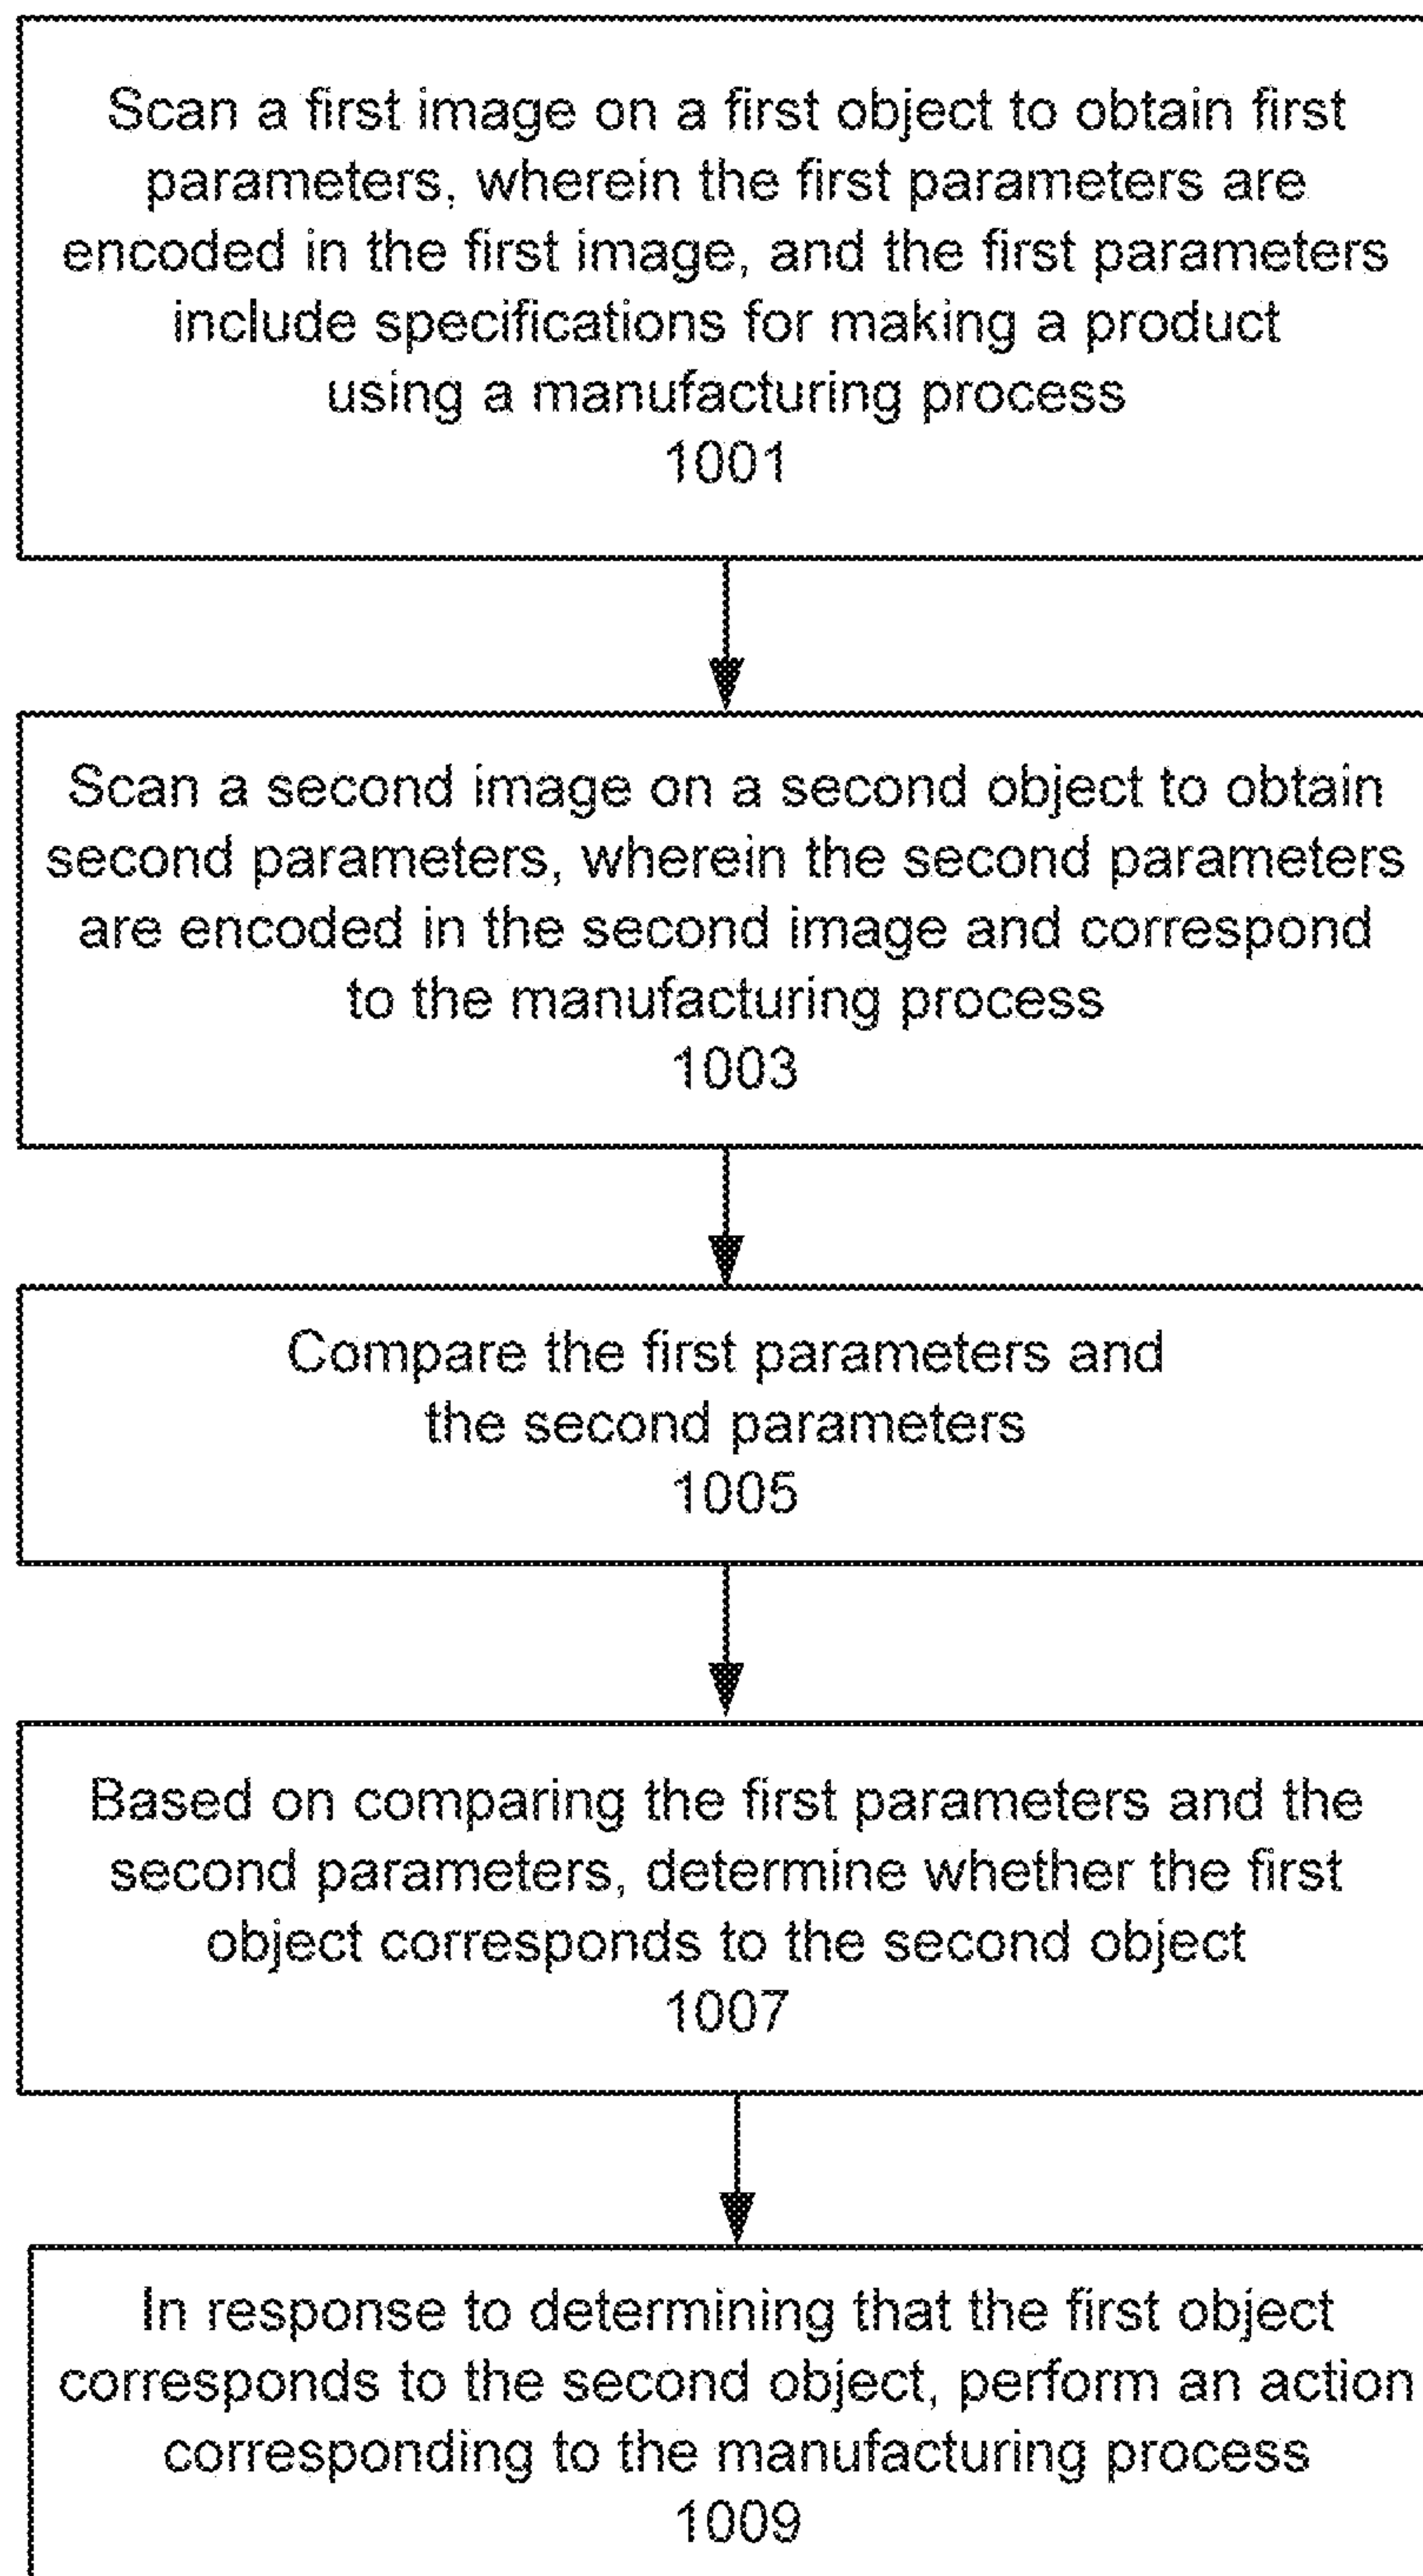 Scan a first image on a first object to obtain first
parameters, wherein the first parameters are
encoded in the first image, and the first parameters
include specifications for making a product
using a manufacturing process
1001
Scan a second image on a second object to obtain
second parameters, wherein the second parameters
are encoded in the second image and correspond
to the manufacturing process
1003
Compare the first parameters and
the second parameters
1005
Based on comparing the first parameters and the
second parameters, determine whether the first
object corresponds to the second object
1007
In response to determining that the first object
corresponds to the second object, perform an action
corresponding to the manufacturing process
1009